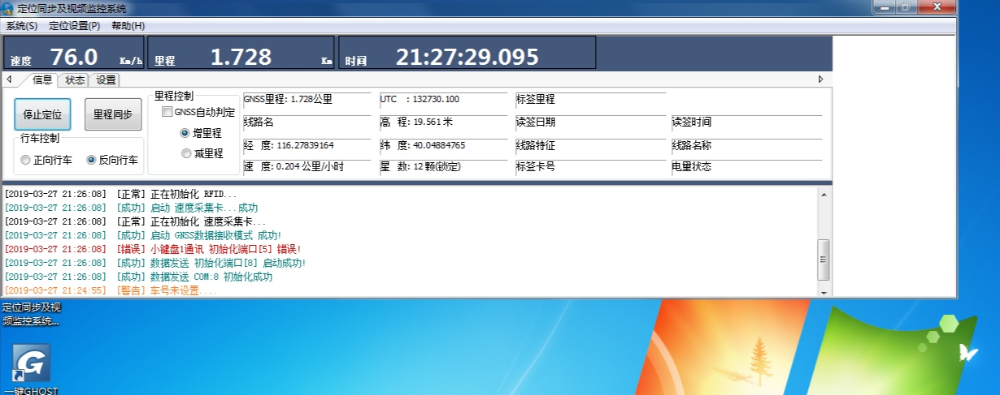 定位同步及视频监控系统
系统(S) 定位设置(P) 帮助(H)
速度 76.0 Km/h 里程 1.728 Km 时间 21:27:29.095
信息 状态 设置
停止定位 里程同步
行车控制
正向行车 反向行车
里程控制
GNSS自动判定
增里程
减里程
GNSS里程: 1.728公里 UTC : 132730.100 标签里程
线路名 高 程: 19.561 米 读签日期 读签时间
经 度: 116.27839164 纬 度: 40.04884765 线路特征 线路名称
速 度: 0.204 公里/小时 星 数: 12 颗(锁定) 标签卡号 电量状态
[2019-03-27 21:26:08] [正常] 正在初始化 RFID...
[2019-03-27 21:26:08] [成功] 启动 速度采集卡...成功
[2019-03-27 21:26:08] [正常] 正在初始化 速度采集卡...
[2019-03-27 21:26:08] [成功] 启动 GNSS数据接收模式 成功!
[2019-03-27 21:26:08] [错误] 小键盘1通讯 初始化端口[5] 错误!
[2019-03-27 21:26:08] [成功] 数据发送 初始化端口[8] 启动成功!
[2019-03-27 21:26:08] [成功] 数据发送 COM:8 初始化成功
[2019-03-27 21:24:55] [警告] 车号未设置....
定位同步及视
频监控系统...
一键GHOST